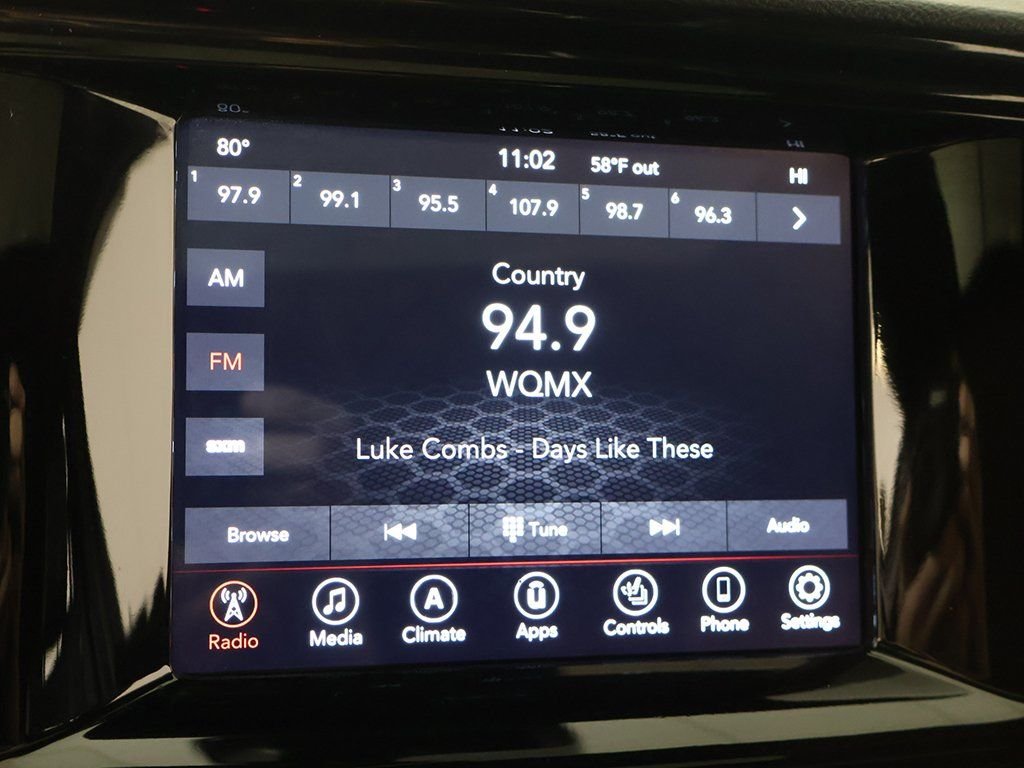 80° 11:02 58°F out HI
1 97.9 2 99.1 3 95.5 4 107.9 5 98.7 6 96.3
AM
Country
94.9
FM
WQMX
sxm
Luke Combs - Days Like These
Browse Tune Audio
Radio Media Climate Apps Controls Phone Settings